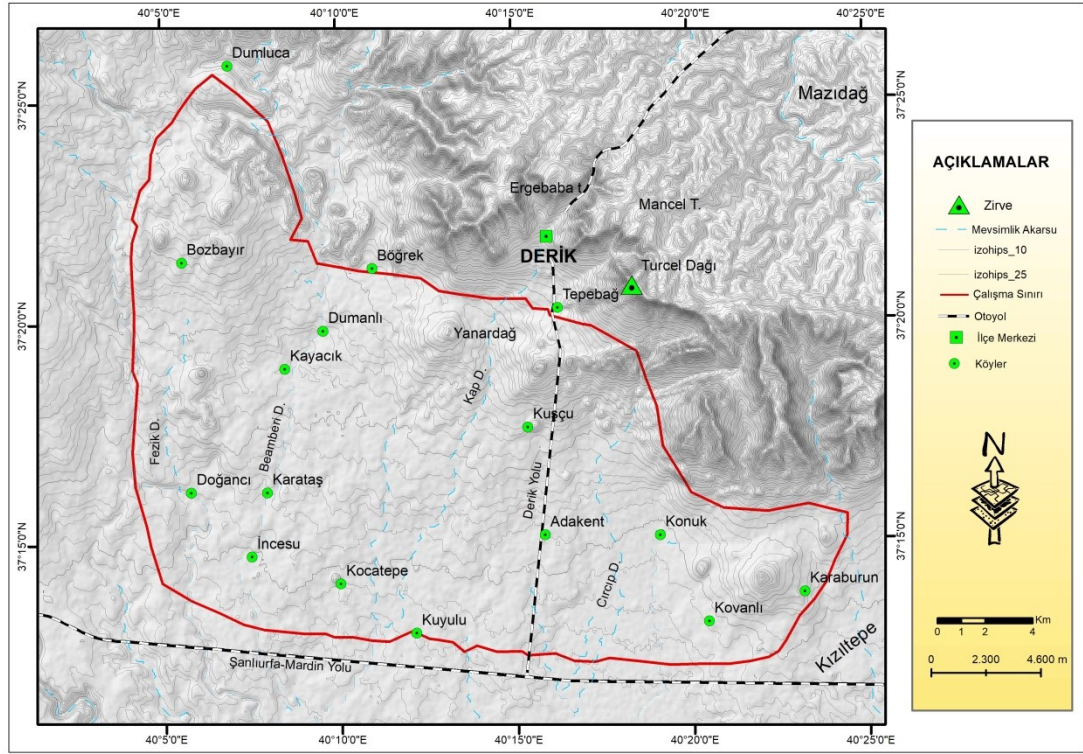 40°5'0"E 40°10'0"E 40°15'0"E 40°20'0"E 40°25'0"E
Dumluca
37°25'0"N
37°25'0"N
Mazıdağ
Ergebaba t.
Mancel T.
Bozbayır
Böğrek
DERİK
Turcel Dağı
Tepebağ
37°20'0"N
37°20'0"N
Dumanlı
Yanardağ
Kayacık
Kap D.
Kuşçu
Fezik D.
Beamberi D.
Doğancı
Karataş
Derik Yolu
Adakent
Konuk
37°15'0"N
37°15'0"N
İncesu
Kocatepe
Cırcıp D.
Karaburun
Kovanlı
Kuyulu
Kızıltepe
Şanlıurfa-Mardin Yolu
40°5'0"E 40°10'0"E 40°15'0"E 40°20'0"E 40°25'0"E
AÇIKLAMALAR
Zirve
Mevsimlik Akarsu
izohips_10
izohips_25
Çalışma Sınırı
Otoyol
İlçe Merkezi
Köyler
N
Km
0 1 2 4
0 2.300 4.600 m